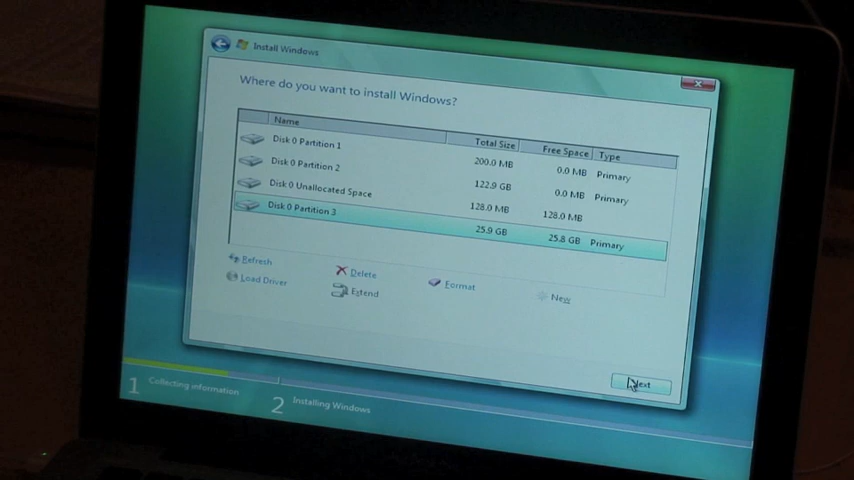 Install Windows
Where do you want to install Windows?
Name Total Size Free Space Type
Disk 0 Partition 1 200.0 MB 0.0 MB Primary
Disk 0 Partition 2 122.9 GB 0.0 MB Primary
Disk 0 Unallocated Space 128.0 MB 128.0 MB
Disk 0 Partition 3 25.9 GB 25.8 GB Primary
Refresh Delete Format New
Load Driver Extend
Next
1 Collecting information 2 Installing Windows